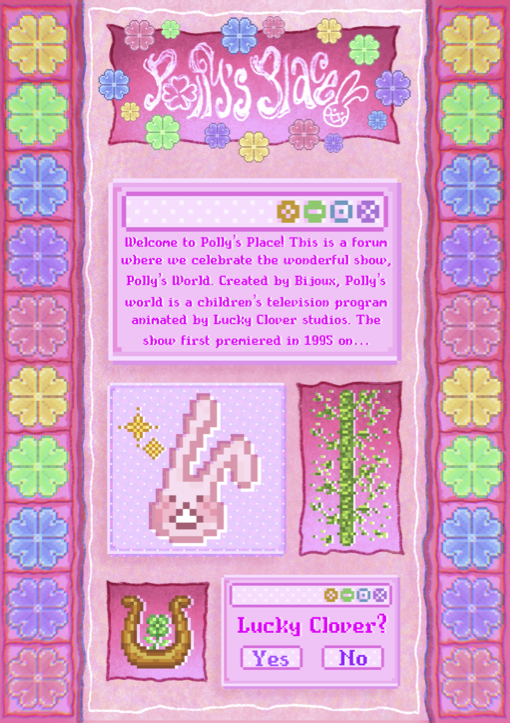 Polly's Place
Welcome to Polly's Place! This is a forum
where we celebrate the wonderful show,
Polly's World. Created by Bijoux, Polly's
world is a children's television program
animated by Lucky Clover studios. The
show first premiered in 1995 on...
Lucky Clover?
Yes
No